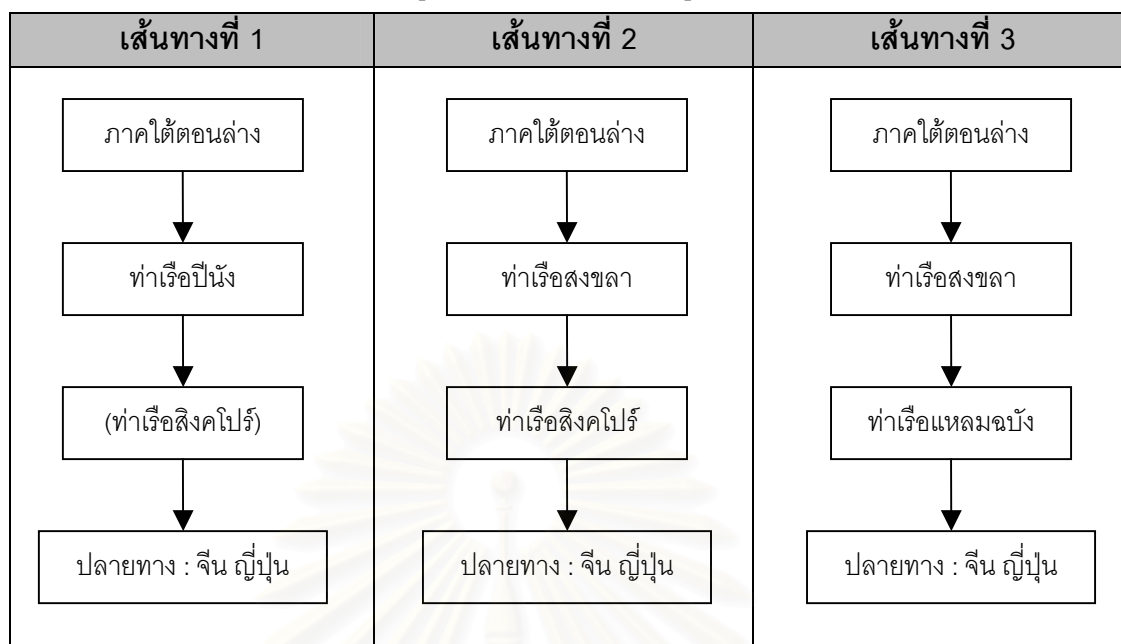 เส้นทางที่ 1
เส้นทางที่ 2
เส้นทางที่ 3
ภาคใต้ตอนล่าง
ภาคใต้ตอนล่าง
ภาคใต้ตอนล่าง
ท่าเรือปีนัง
ท่าเรือสงขลา
ท่าเรือสงขลา
(ท่าเรือสิงคโปร์)
ท่าเรือสิงคโปร์
ท่าเรือแหลมฉบัง
ปลายทาง : จีน ญี่ปุ่น
ปลายทาง : จีน ญี่ปุ่น
ปลายทาง : จีน ญี่ปุ่น